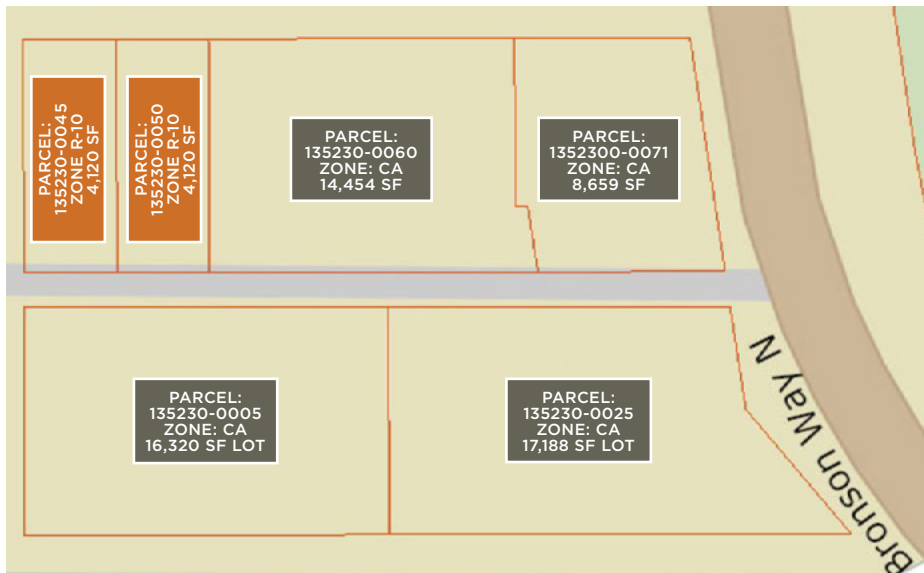 PARCEL:
135230-0045
ZONE R-10
4,120 SF
PARCEL:
135230-0050
ZONE R-10
4,120 SF
PARCEL:
135230-0060
ZONE: CA
14,454 SF
PARCEL:
1352300-0071
ZONE: CA
8,659 SF
PARCEL:
135230-0005
ZONE: CA
16,320 SF LOT
PARCEL:
135230-0025
ZONE: CA
17,188 SF LOT
Bronson Way N